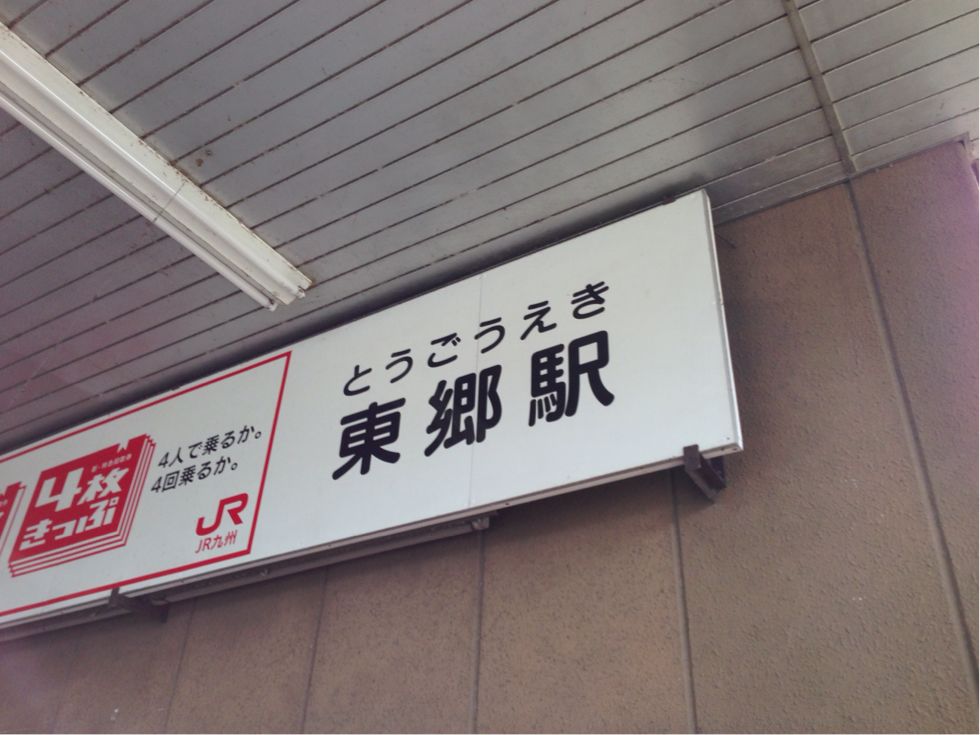 とうごうえき
東郷駅
4枚
きっぷ
4人で乗るか。
4回乗るか。
JR
JR九州